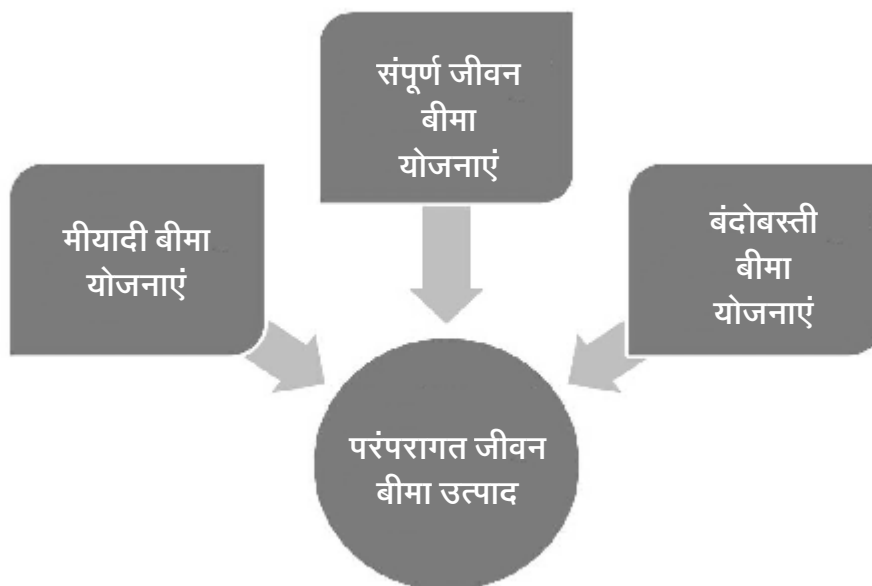 संपूर्ण जीवन
बीमा
योजनाएं
मीयादी बीमा
योजनाएं
बंदोबस्ती
बीमा
योजनाएं
परंपरागत जीवन
बीमा उत्पाद